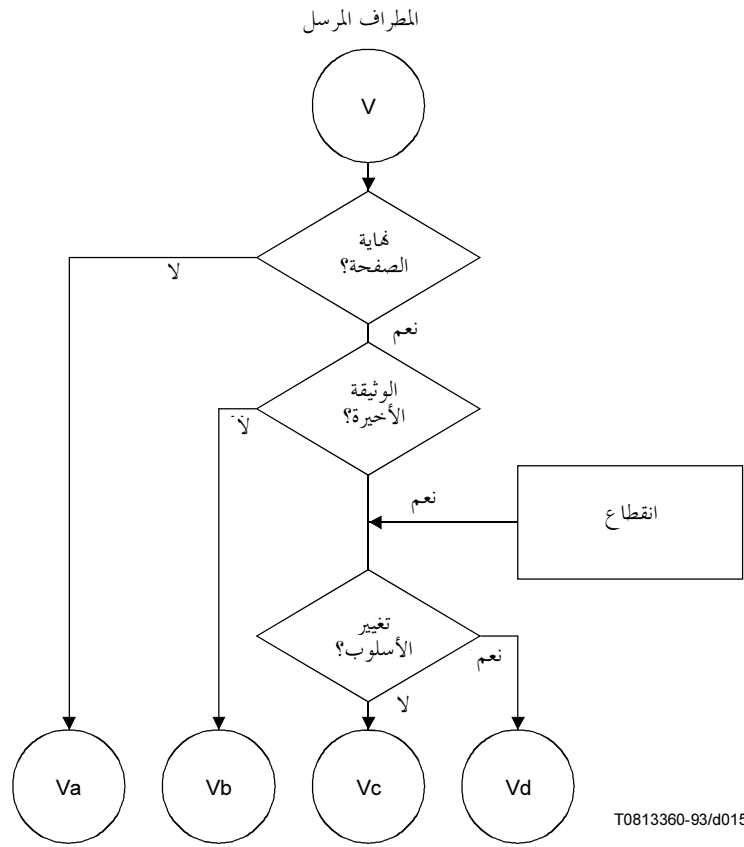 المطراف المرسل
V
نهاية
الصفحة؟
لا
نعم
الوثيقة
الأخيرة؟
لا
نعم
انقطاع
تغيير
الأسلوب؟
نعم
لا
Va
Vb
Vc
Vd
T0813360-93/d015